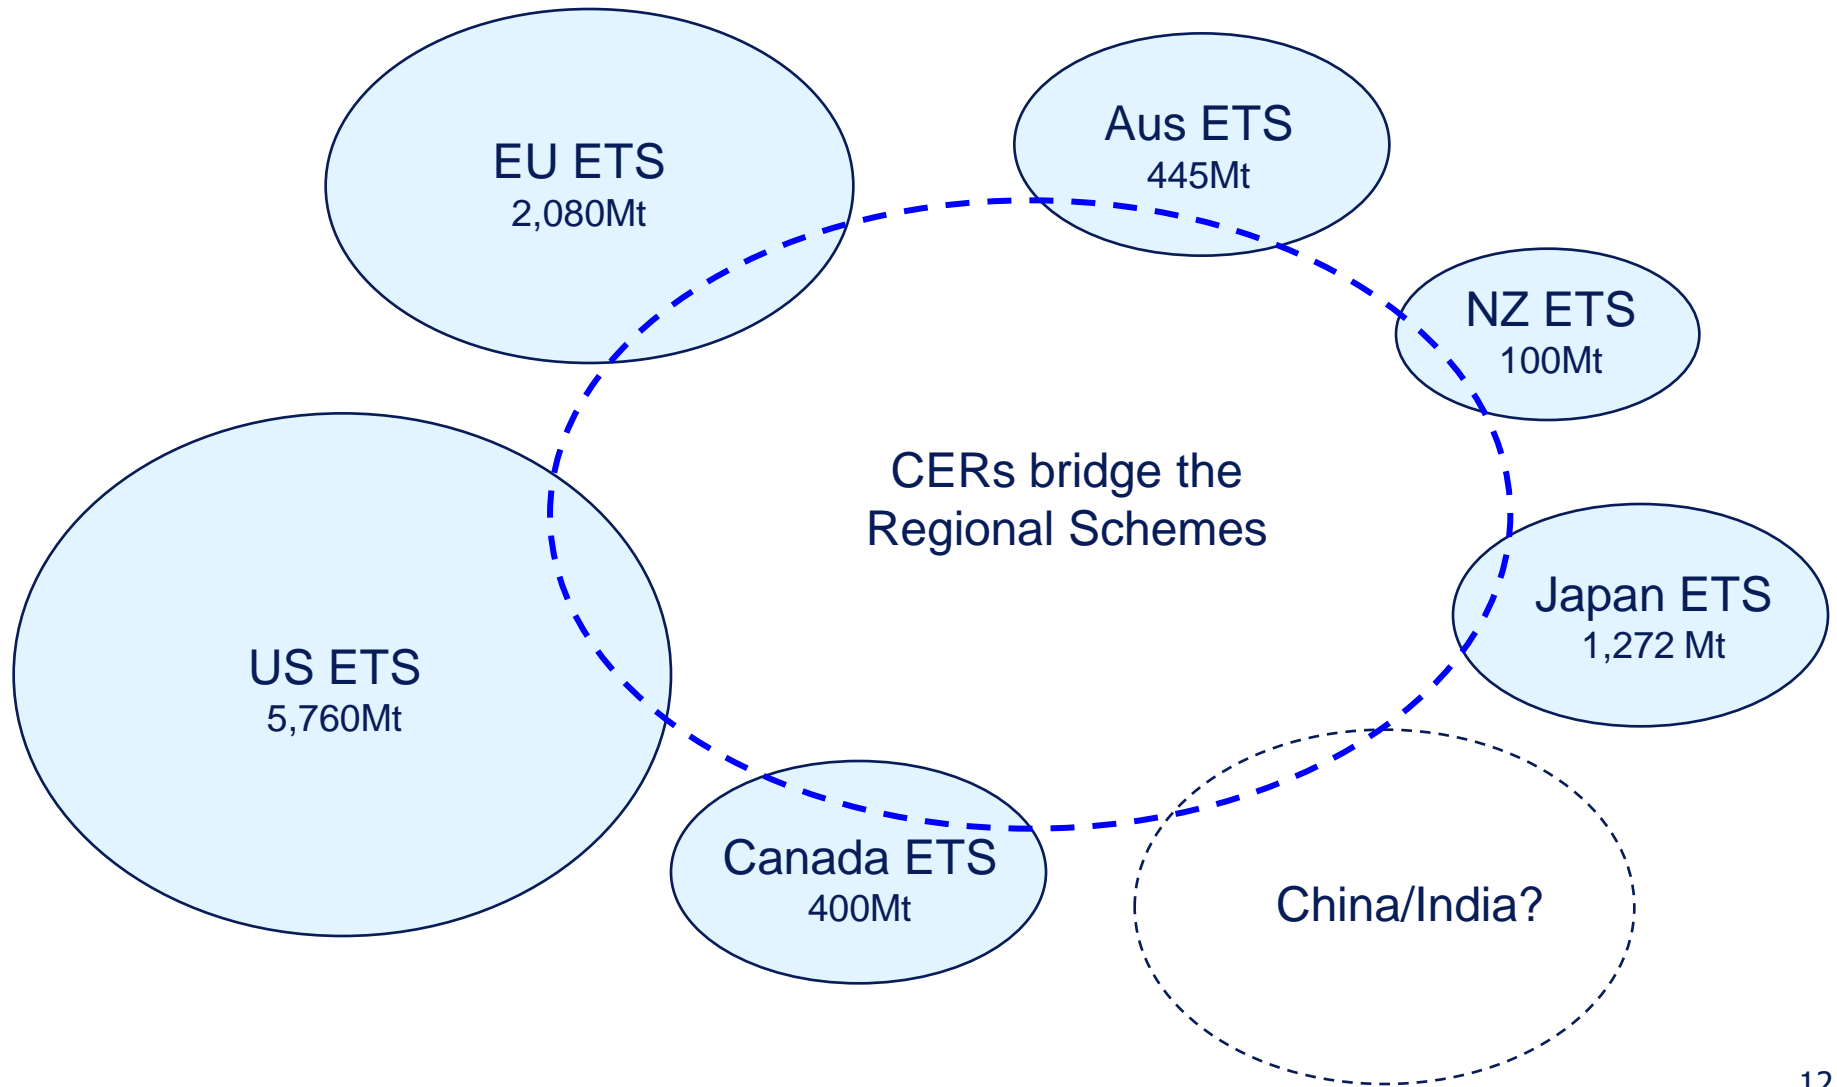 EU ETS
2,080Mt
Aus ETS
445Mt
NZ ETS
100Mt
CERs bridge the
Regional Schemes
Japan ETS
1,272 Mt
US ETS
5,760Mt
Canada ETS
400Mt
China/India?
12